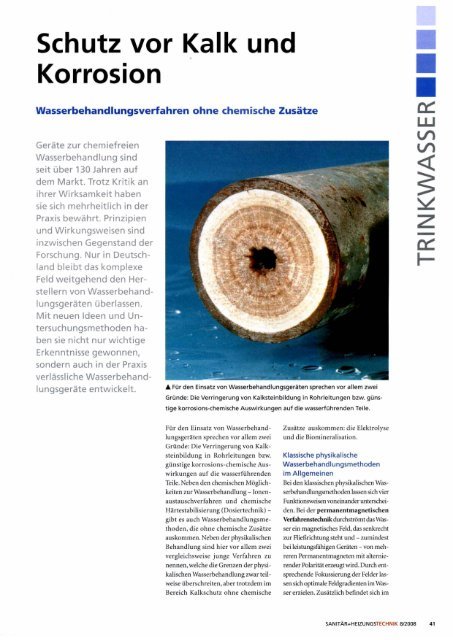 Schutz vor Kalk und
Korrosion
Wasserbehandlungsverfahren ohne chemische Zusätze
TRINKWASSER
Geräte zur chemiefreien
Wasserbehandlung sind
seit über 130 Jahren auf
dem Markt. Trotz Kritik an
ihrer Wirksamkeit haben
sie sich mehrheitlich in der
Praxis bewährt. Prinzipien
und Wirkungsweisen sind
inzwischen Gegenstand der
Forschung. Nur in Deutsch-
land bleibt das komplexe
Feld weitgehend den Her-
stellern von Wasserbehand-
lungsgeräten überlassen.
Mit neuen Ideen und Un-
tersuchungsmethoden ha-
ben sie nicht nur wichtige
Erkenntnisse gewonnen,
sondern auch in der Praxis
verlässliche Wasserbehand-
lungsgeräte entwickelt.
▲ Für den Einsatz von Wasserbehandlungsgeräten sprechen vor allem zwei
Gründe: Die Verringerung von Kalksteinbildung in Rohrleitungen bzw. güns-
tige korrosions-chemische Auswirkungen auf die wasserführenden Teile.
Für den Einsatz von Wasserbehand-
lungsgeräten sprechen vor allem zwei
Gründe: Die Verringerung von Kalk-
steinbildung in Rohrleitungen bzw.
günstige korrosions-chemische Aus-
wirkungen auf die wasserführenden
Teile. Neben den chemischen Möglich-
keiten zur Wasserbehandlung – Ionen-
austauschverfahren und chemische
Härtestabilisierung (Dosiertechnik) –
gibt es auch Wasserbehandlungsme-
thoden, die ohne chemische Zusätze
auskommen. Neben der physikalischen
Behandlung sind hier vor allem zwei
vergleichsweise junge Verfahren zu
nennen, welche die Grenzen der physi-
kalischen Wasserbehandlung zwar teil-
weise überschreiten, aber trotzdem im
Bereich Kalkschutz ohne chemische
Zusätze auskommen: die Elektrolyse
und die Biomineralisation.
Klassische physikalische
Wasserbehandlungsmethoden
im Allgemeinen
Bei den klassischen physikalischen Was-
serbehandlungsmethoden lassen sich vier
Funktionsweisen voneinander unterschei-
den. Bei der permanentmagnetischen
Verfahrenstechnik durchströmt das Was-
ser ein magnetisches Feld, das senkrecht
zur Fließrichtung steht und – zumindest
bei leistungsfähigen Geräten – von meh-
reren Permanentmagneten mit alternie-
render Polarität erzeugt wird. Durch ent-
sprechende Fokussierung der Felder las-
sen sich optimale Feldgradienten im Was-
ser erzielen. Zusätzlich befindet sich im
SANITÄR+HEIZUNGSTECHNIK 8/2008 41